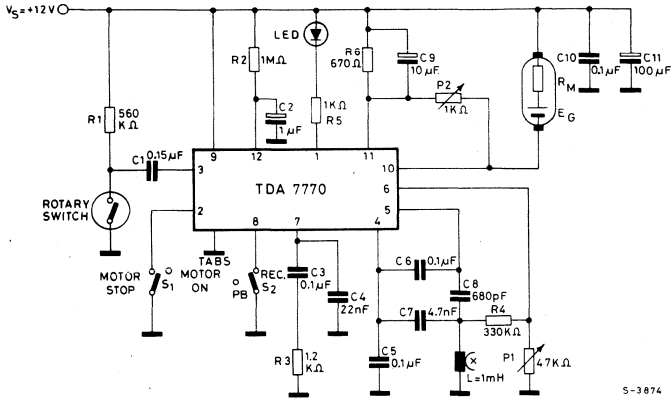 Vs=+12V
LED
R2
1MΩ
R6
670Ω
C9
10µF
P2
1KΩ
RM
EG
C10
0.1µF
C11
100µF
R1
560
KΩ
C2
1µF
1KΩ
R5
C1
0.15µF
9
12
1
11
3
10
TDA 7770
6
2
5
8
7
4
ROTARY
SWITCH
MOTOR
STOP
S1
TABS
MOTOR
ON
PB
REC.
S2
C3
0.1µF
C4
22nF
R3
1.2
KΩ
C6
0.1µF
C8
680pF
C7
4.7nF
R4
330KΩ
C5
0.1µF
L=1mH
P1
47KΩ
S-3874